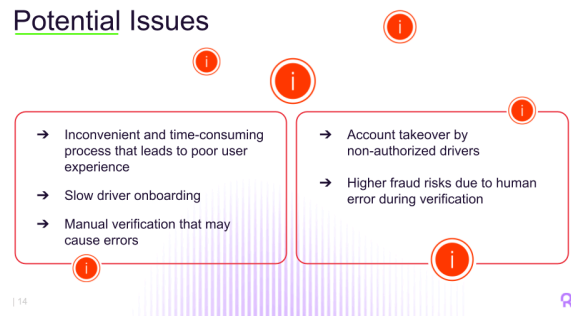 Potential Issues
➔ Inconvenient and time-consuming
process that leads to poor user
experience
➔ Slow driver onboarding
➔ Manual verification that may
cause errors
➔ Account takeover by
non-authorized drivers
➔ Higher fraud risks due to human
error during verification
i
i
i
i
i
i
| 14